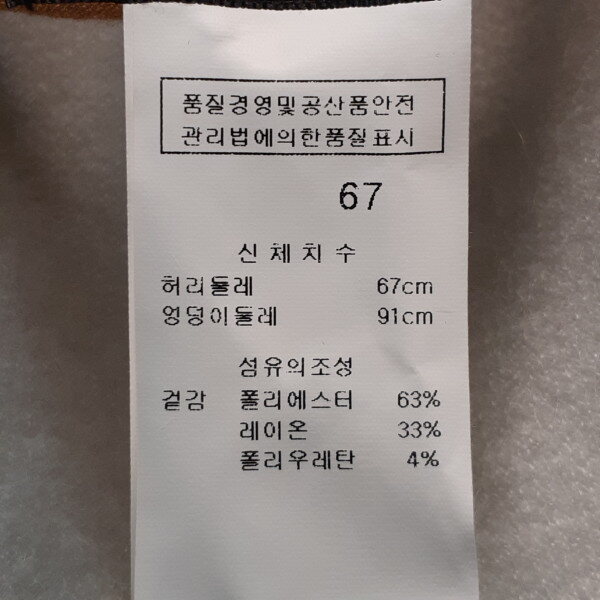 품질경영및공산품안전
관리법에의한품질표시
67
신체치수
허리둘레 67cm
엉덩이둘레 91cm
섬유의조성
겉감 폴리에스터 63%
레이온 33%
폴리우레탄 4%